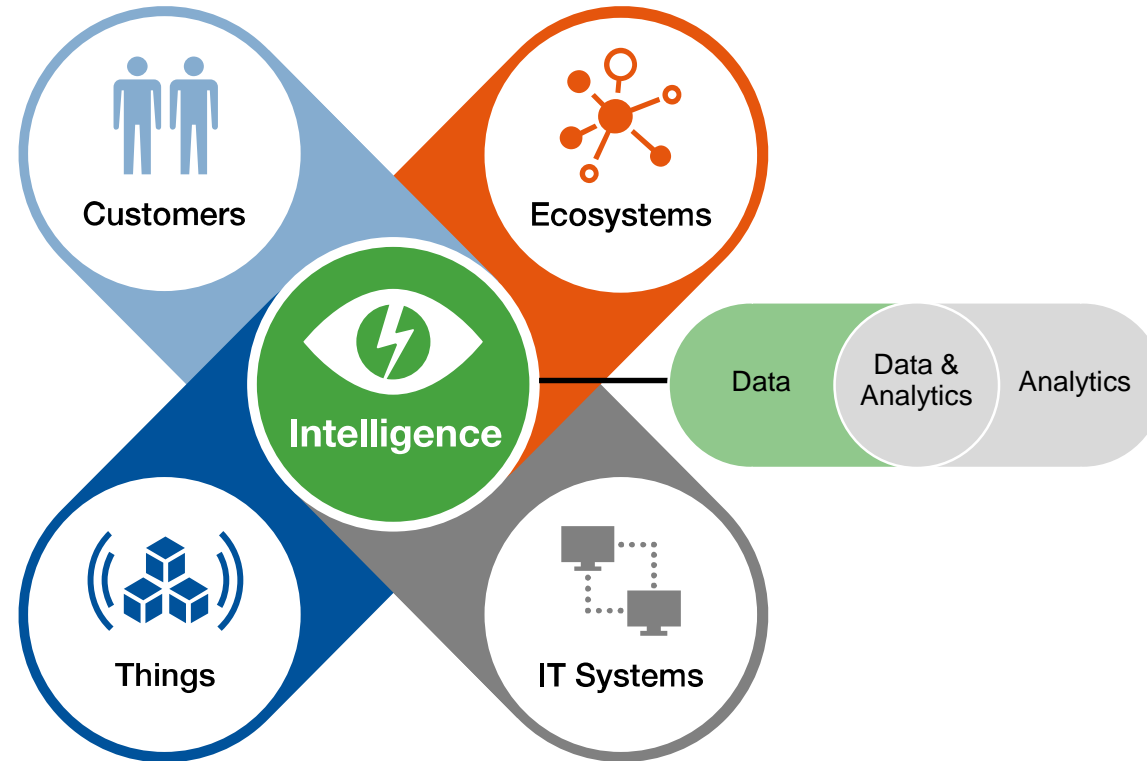 Customers
Ecosystems
Intelligence
Data
Data &
Analytics
Analytics
Things
IT Systems